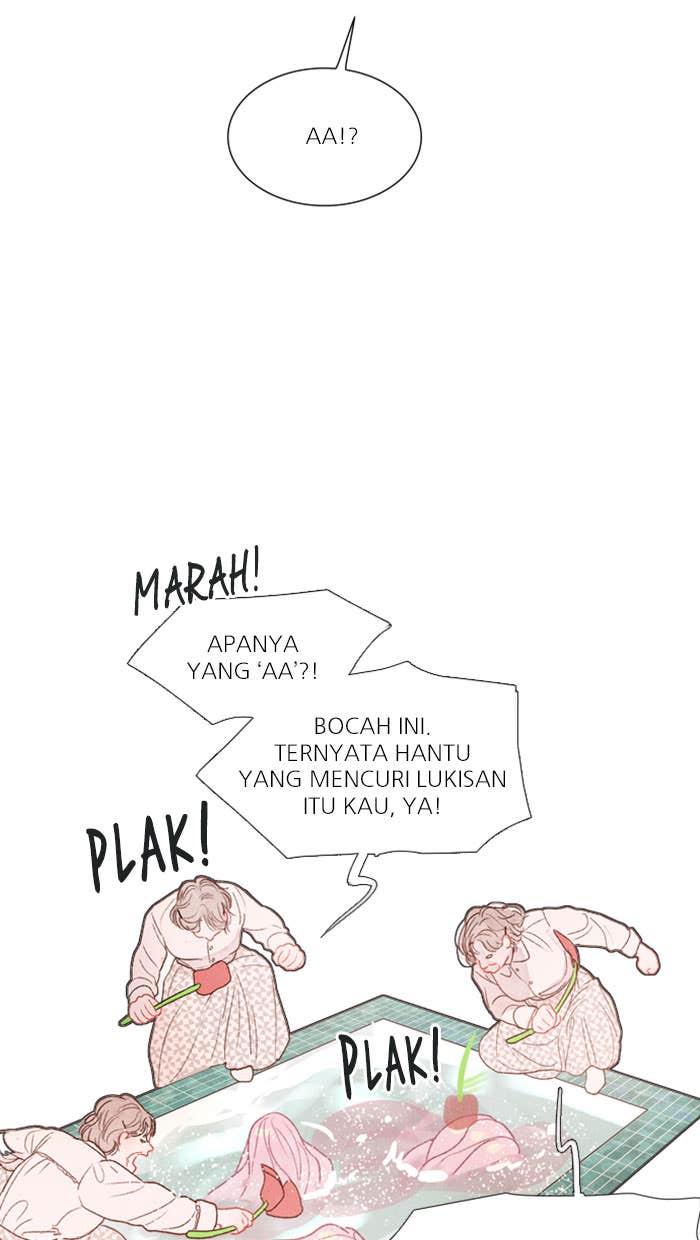 AA!?
MARAH!
APANYA
YANG ‘AA’?!
BOCAH INI.
TERNYATA HANTU
YANG MENCURI LUKISAN
ITU KAU, YA!
PLAK!
PLAK!